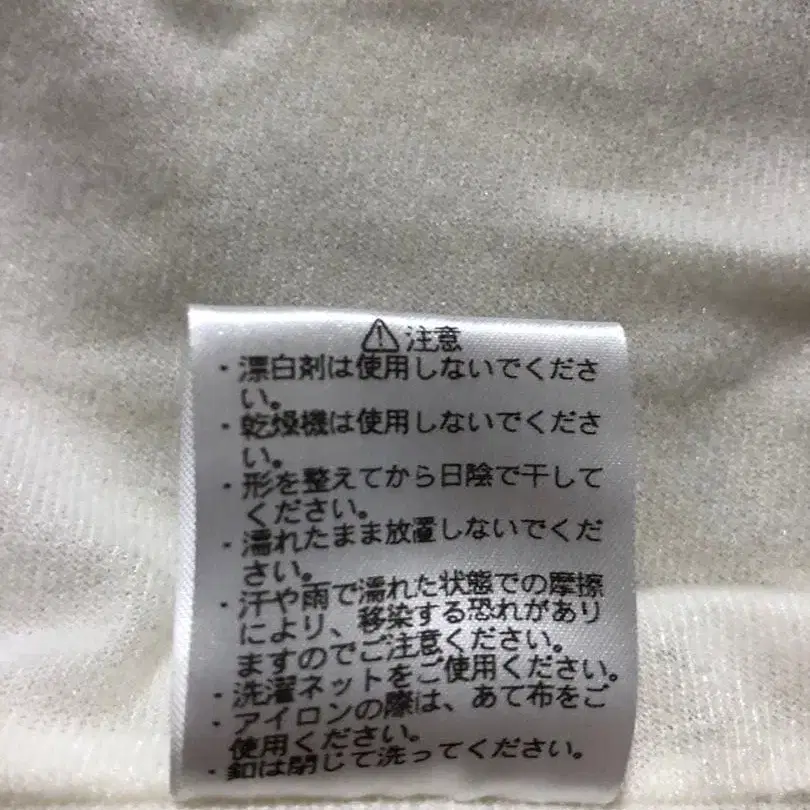 ⚠注意
・漂白剤は使用しないでくださ
い。
・乾燥機は使用しないでくださ
い。
・形を整えてから日陰で干して
ください。
・濡れたまま放置しないでくだ
さい。
・汗や雨で濡れた状態での摩擦
により、移染する恐れがあり
ますのでご注意ください。
・洗濯ネットをご使用ください。
・アイロンの際は、あて布をご
使用ください。
・釦は閉じて洗ってください。